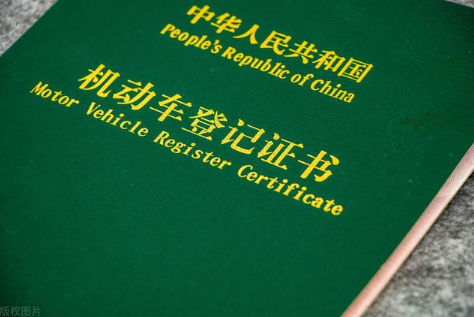 中华人民共和国
People's Republic of China
机动车登记证书
Motor Vehicle Register Certificate
版权图片